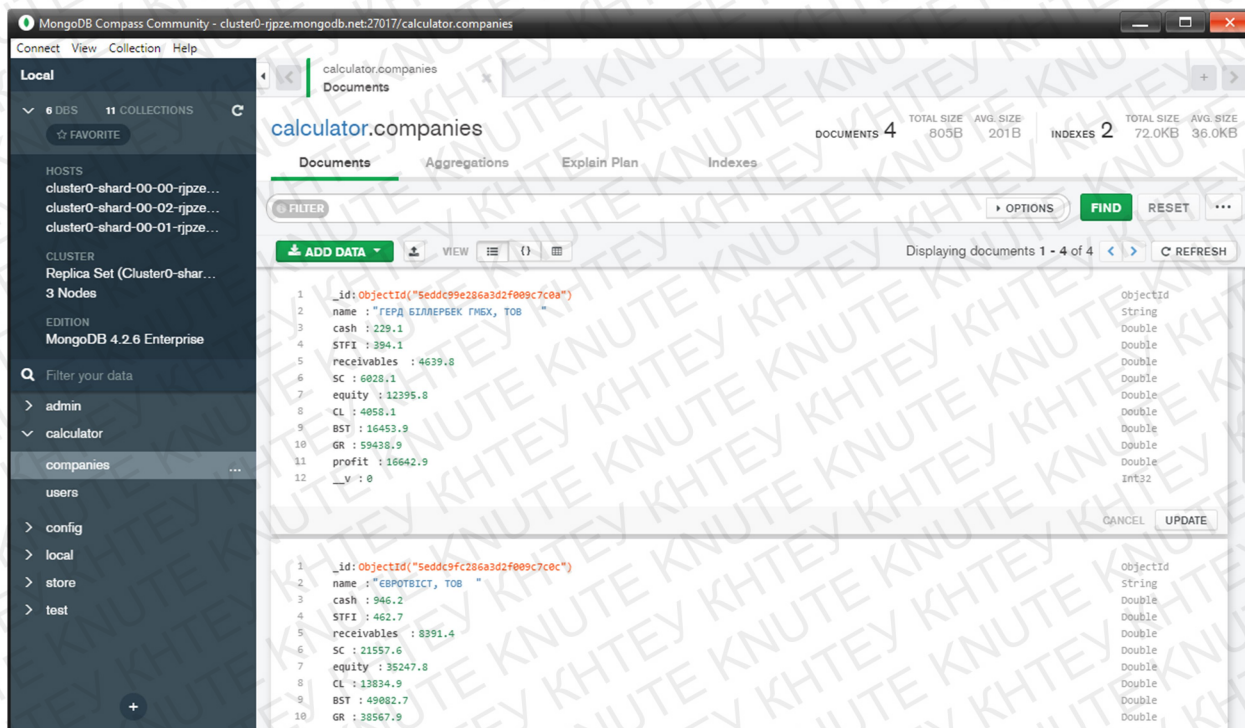 MongoDB Compass Community - cluster0-rjpze.mongodb.net:27017/calculator.companies
Connect View Collection Help
Local
6 DBS 11 COLLECTIONS
FAVORITE
HOSTS
cluster0-shard-00-00-rjpze...
cluster0-shard-00-02-rjpze...
cluster0-shard-00-01-rjpze...
CLUSTER
Replica Set (Cluster0-shar...
3 Nodes
EDITION
MongoDB 4.2.6 Enterprise
Filter your data
admin
calculator
companies ...
users
config
local
store
test
calculator.companies
Documents
calculator.companies
DOCUMENTS 4 TOTAL SIZE 805B AVG. SIZE 201B INDEXES 2 TOTAL SIZE 72.0KB AVG. SIZE 36.0KB
Documents Aggregations Explain Plan Indexes
FILTER OPTIONS FIND RESET ...
ADD DATA VIEW {} Displaying documents 1 - 4 of 4 REFRESH
1 _id:ObjectId("5eddc99e286a3d2f009c7c0a") ObjectId
2 name :"ГЕРД БІЛЛЕРБЕК ГМБХ, ТОВ " String
3 cash :229.1 Double
4 STFI :394.1 Double
5 receivables :4639.8 Double
6 SC :6028.1 Double
7 equity :12395.8 Double
8 CL :4058.1 Double
9 BST :16453.9 Double
10 GR :59438.9 Double
11 profit :16642.9 Double
12 __v :0 Int32
CANCEL UPDATE
1 _id:ObjectId("5eddc9fc286a3d2f009c7c0c") ObjectId
2 name :"ЄВРОТВІСТ, ТОВ " String
3 cash :946.2 Double
4 STFI :462.7 Double
5 receivables :8391.4 Double
6 SC :21557.6 Double
7 equity :35247.8 Double
8 CL :13834.9 Double
9 BST :49082.7 Double
10 GR :38567.9 Double